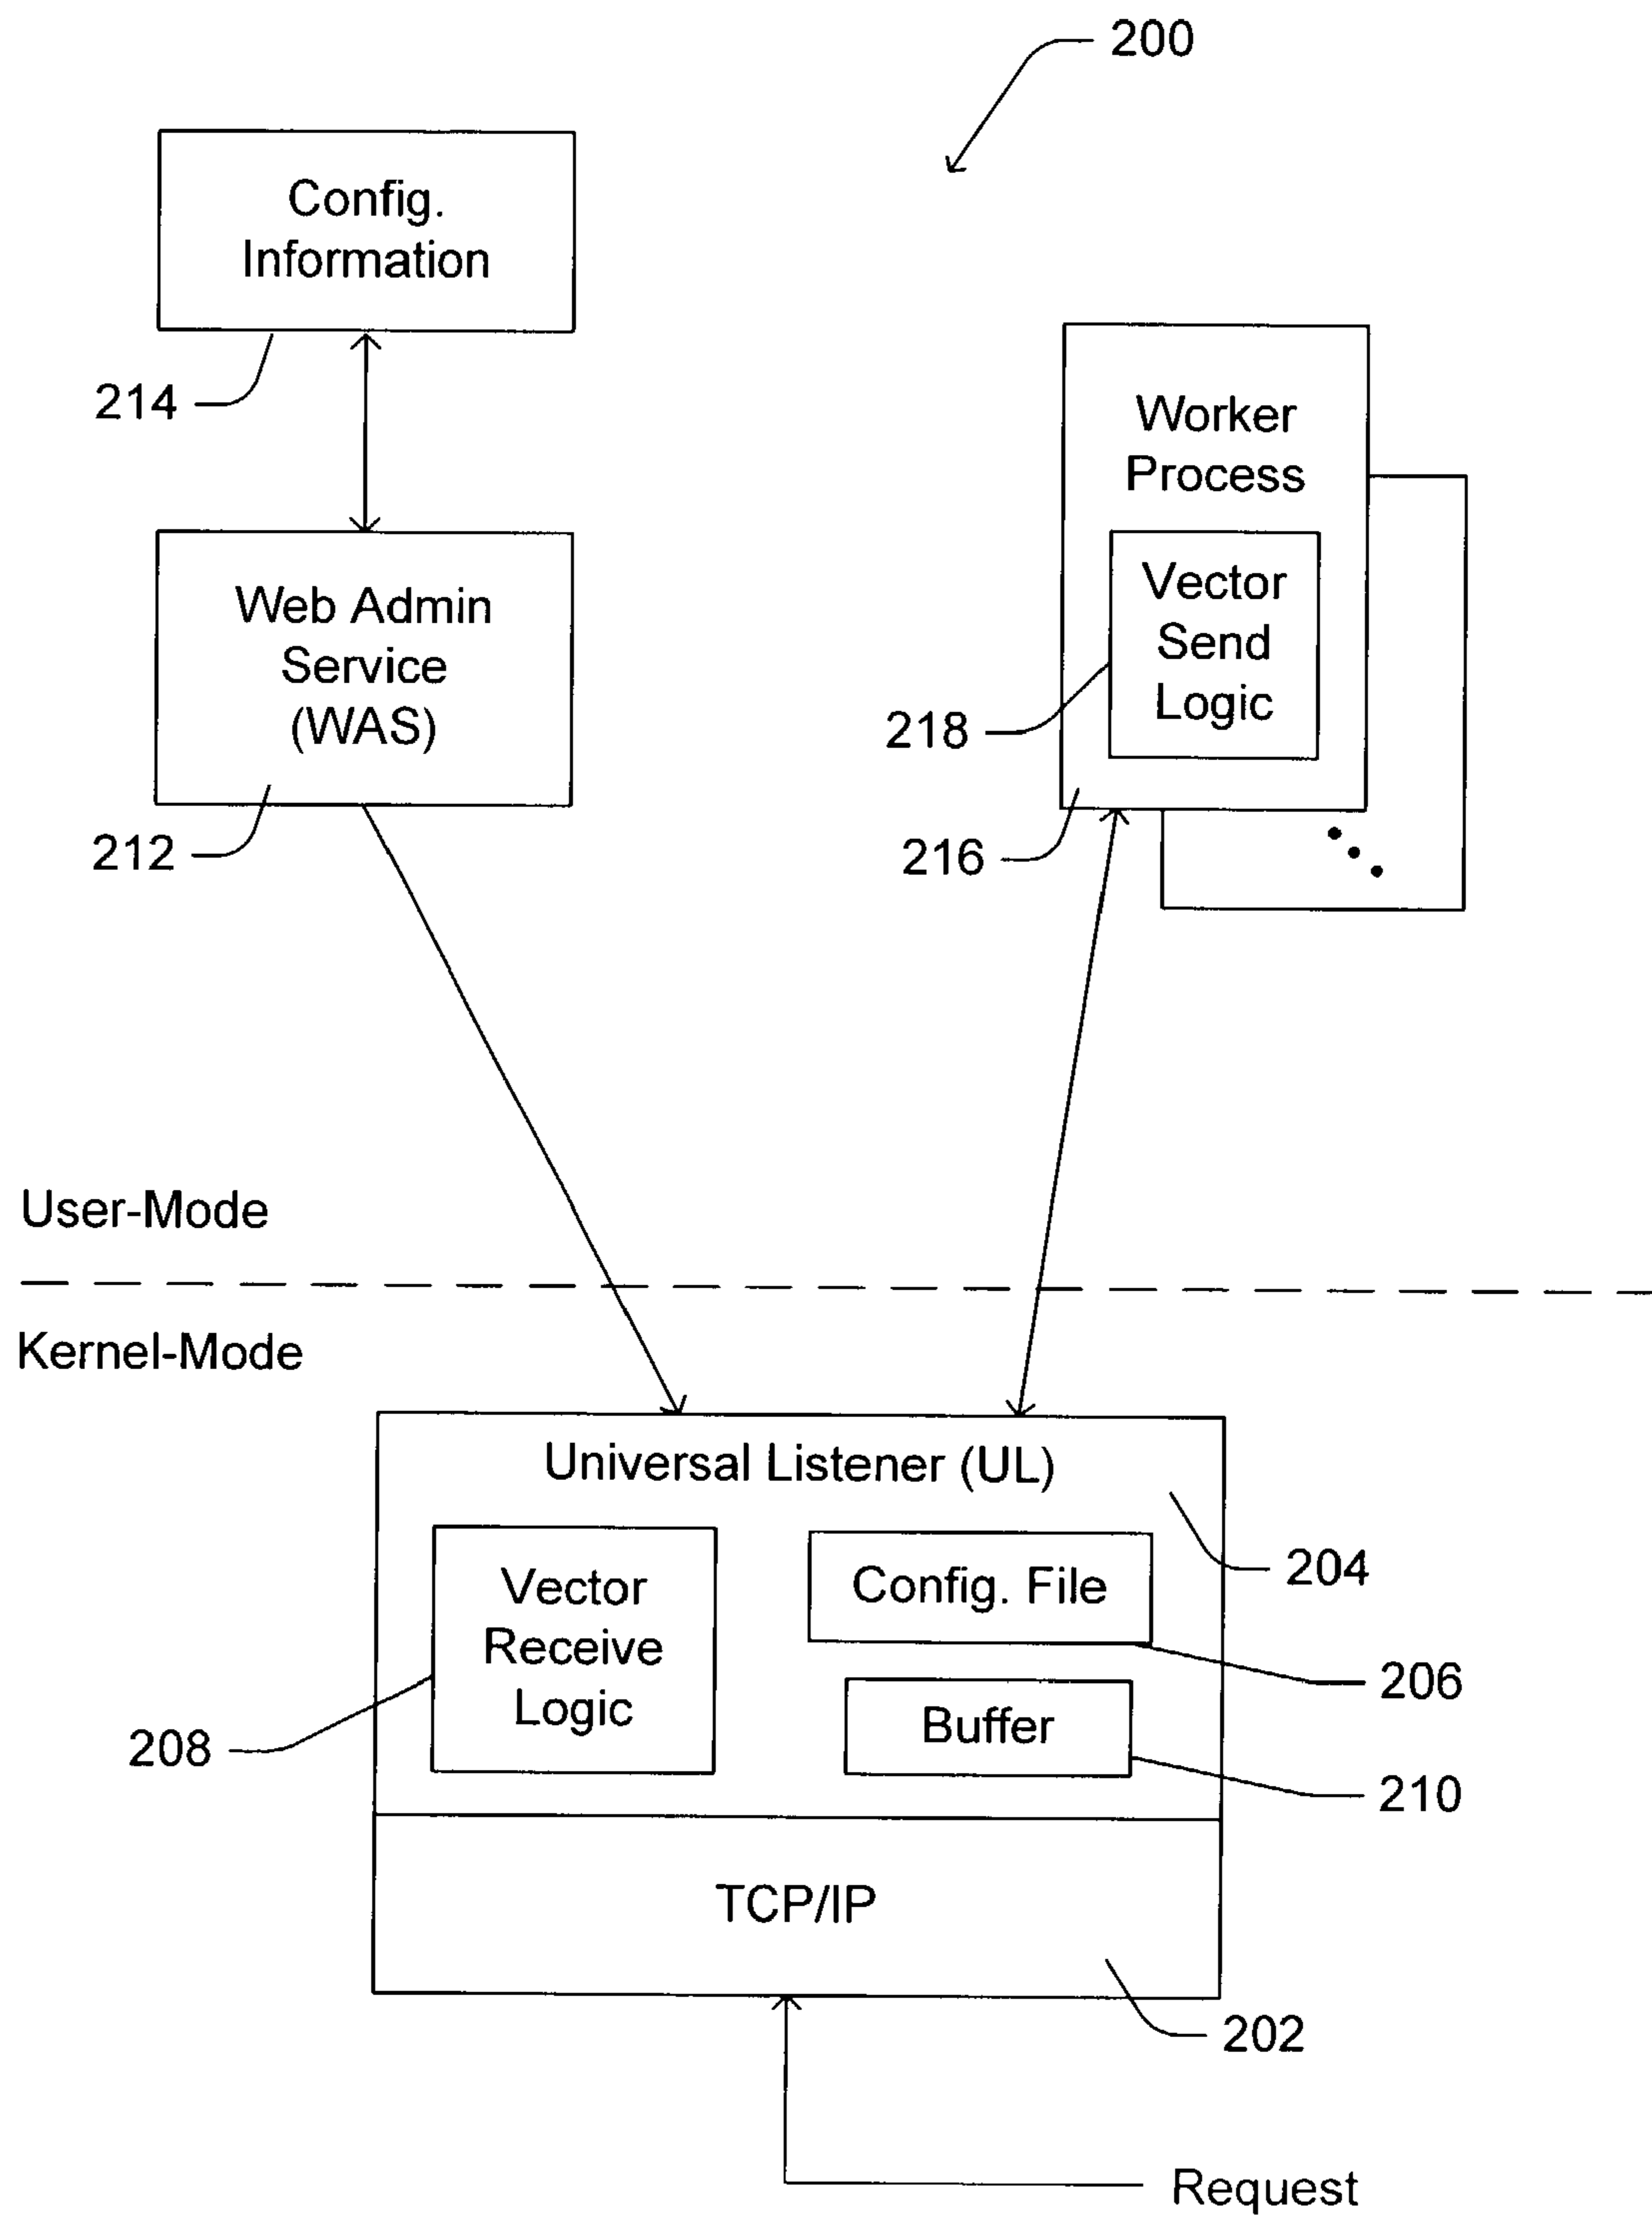 200
Config.
Information
214
Worker
Process
Web Admin
Service
(WAS)
Vector
Send
Logic
218
212
216
User-Mode
Kernel-Mode
Universal Listener (UL)
204
Vector
Receive
Logic
Config. File
206
Buffer
208
210
TCP/IP
202
Request